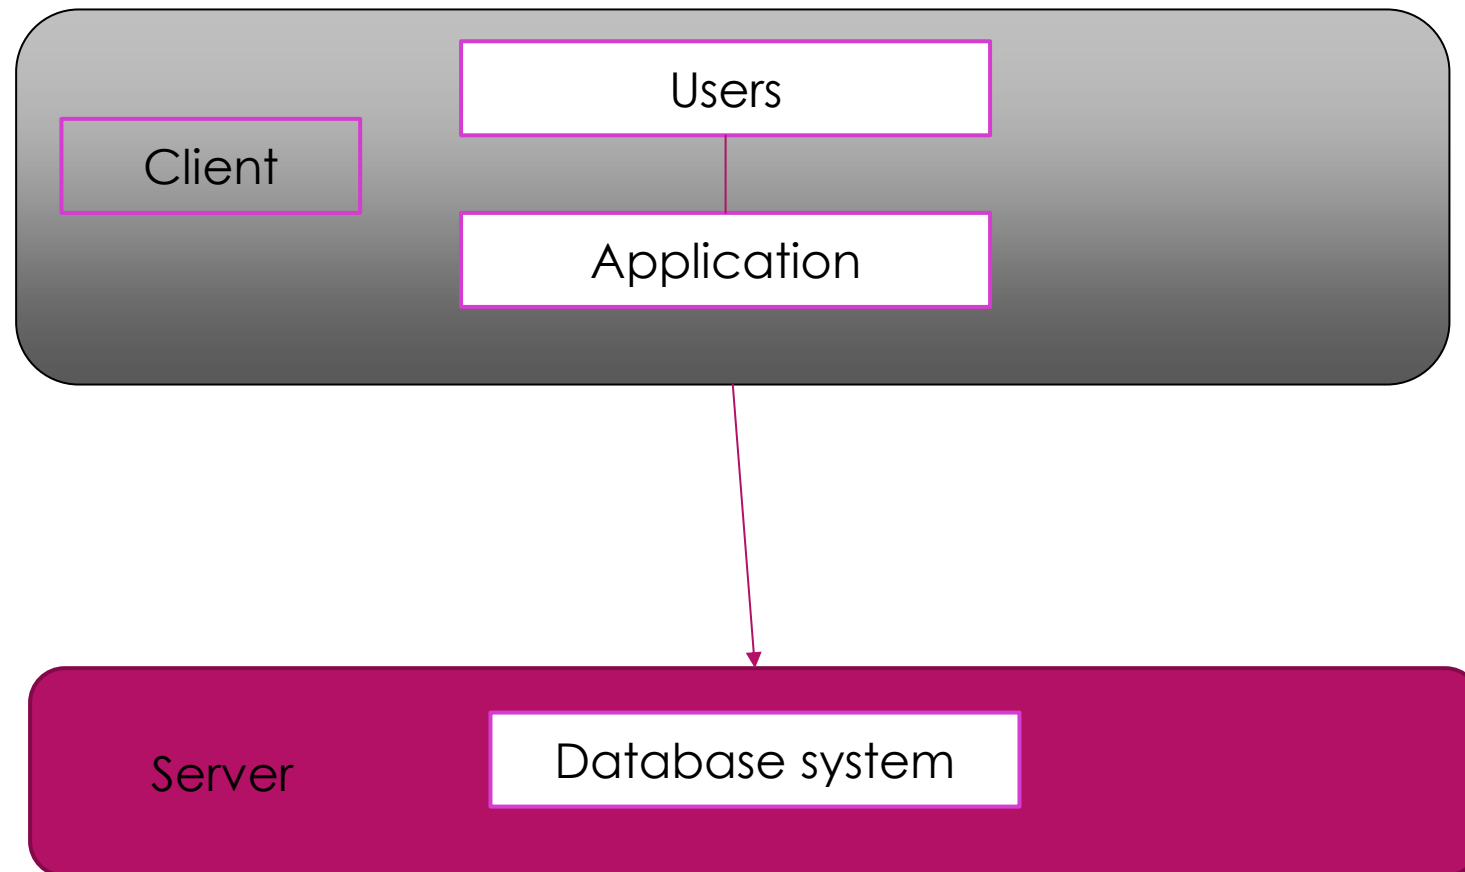 Users
Client
Application
Server
Database system